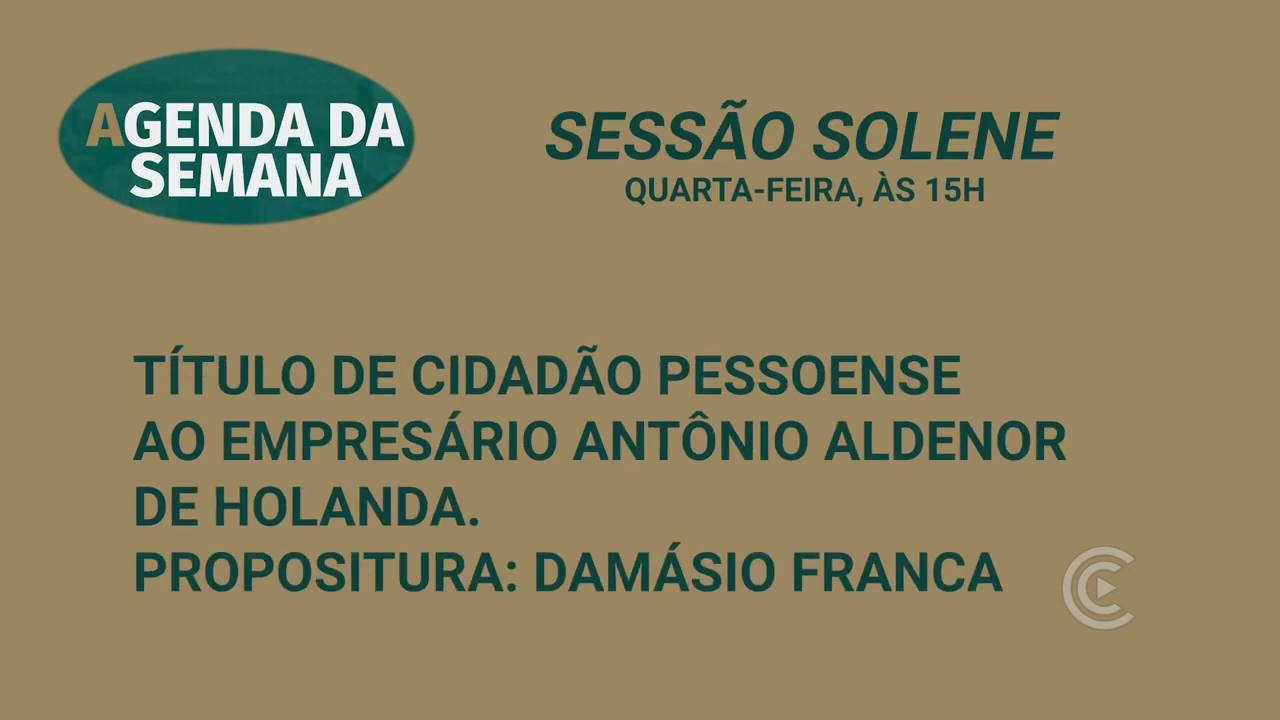 AGENDA DA
SEMANA
SESSÃO SOLENE
QUARTA-FEIRA, ÀS 15H
TÍTULO DE CIDADÃO PESSOENSE
AO EMPRESÁRIO ANTÔNIO ALDENOR
DE HOLANDA.
PROPOSITURA: DAMÁSIO FRANCA